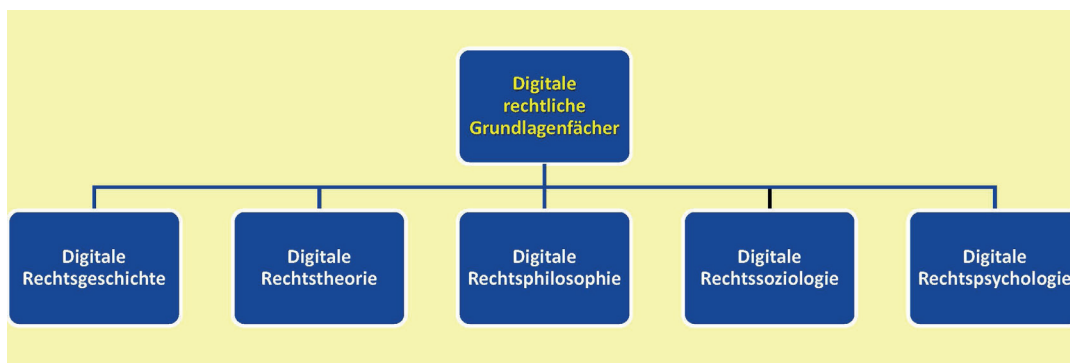 Digitale
rechtliche
Grundlagenfächer
Digitale
Rechtsgeschichte
Digitale
Rechtstheorie
Digitale
Rechtsphilosophie
Digitale
Rechtssoziologie
Digitale
Rechtspsychologie